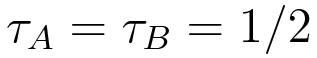 τ_A = τ_B = 1/2